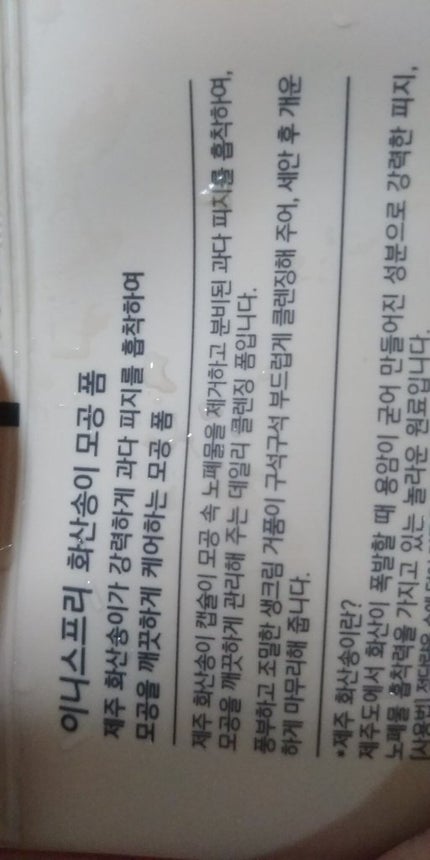 이니스프리 화산송이 모공 폼
제주 화산송이가 강력하게 과다 피지를 흡착하여
모공을 깨끗하게 케어하는 모공 폼
제주 화산송이 캡슐이 모공 속 노폐물을 제거하고 분비된 과다 피지를 흡착하여,
모공을 깨끗하게 관리해 주는 데일리 클렌징 폼입니다.
풍부하고 조밀한 생크림 거품이 구석구석 부드럽게 클렌징해 주어, 세안 후 개운
하게 마무리해 줍니다.
*제주 화산송이란?
제주도에서 화산이 폭발할 때 용암이 굳어 만들어진 성분으로 강력한 피지,
노폐물 흡착력을 가지고 있는 놀라운 원료입니다.
[사용법]